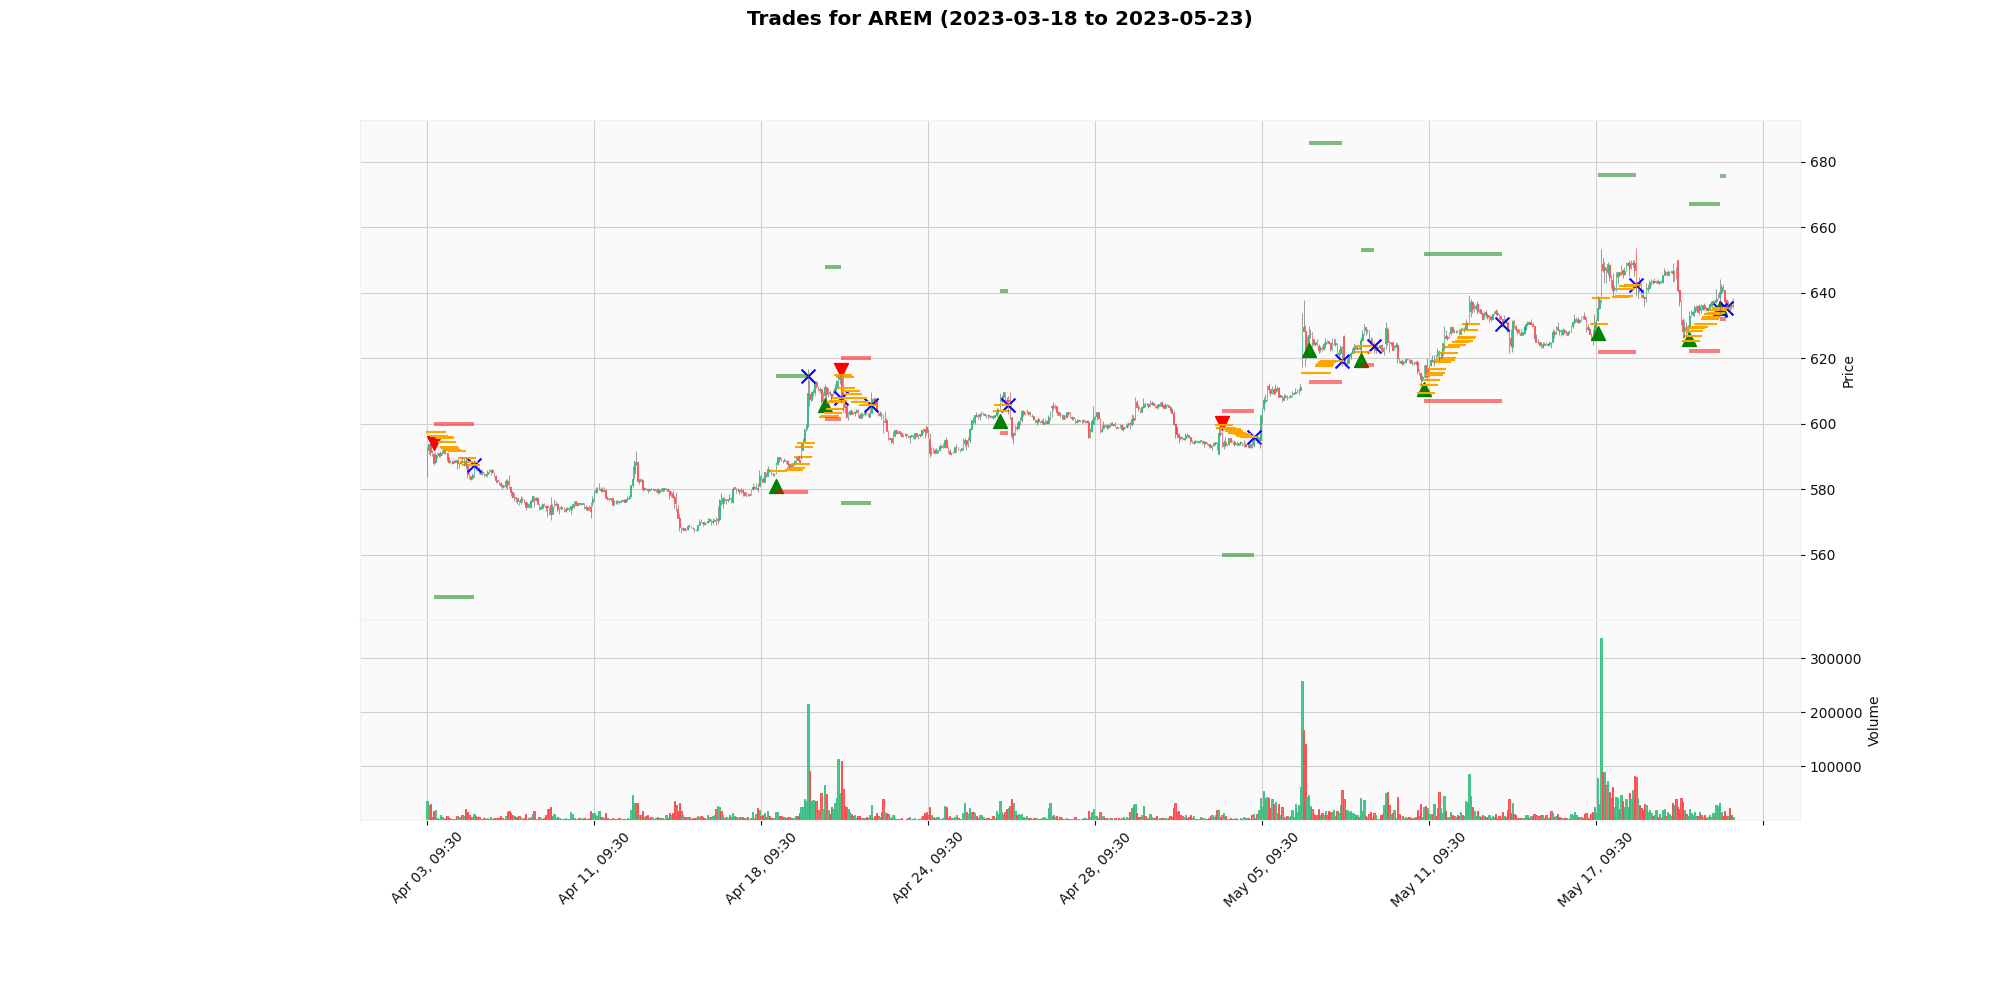 Trades for AREM (2023-03-18 to 2023-05-23)
680
660
640
620
600
580
560
Price
300000
200000
100000
Volume
Apr 03, 09:30
Apr 11, 09:30
Apr 18, 09:30
Apr 24, 09:30
Apr 28, 09:30
May 05, 09:30
May 11, 09:30
May 17, 09:30